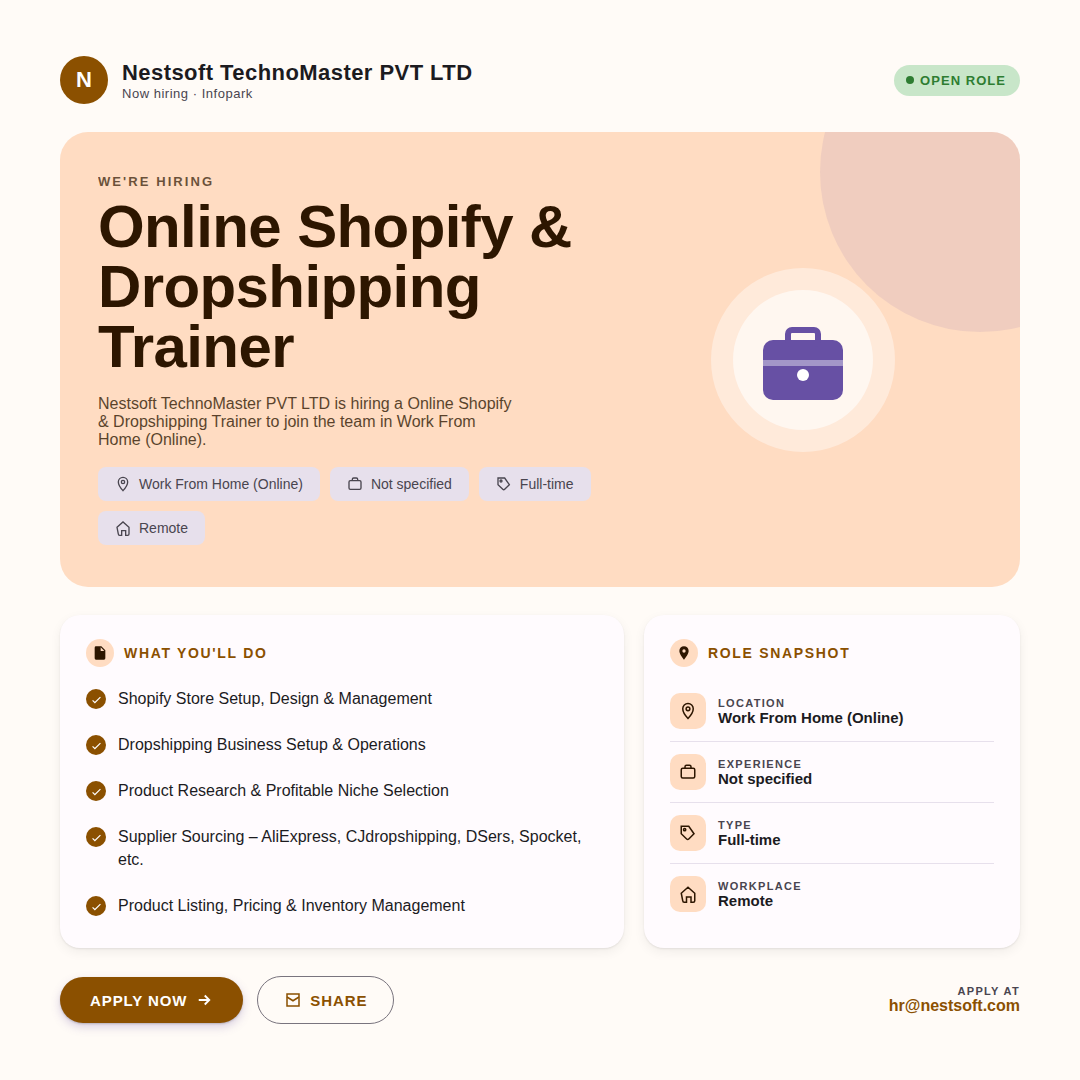 N
Nestsoft TechnoMaster PVT LTD
Now hiring · Infopark
OPEN ROLE
WE'RE HIRING
Online Shopify &
Dropshipping
Trainer
Nestsoft TechnoMaster PVT LTD is hiring a Online Shopify
& Dropshipping Trainer to join the team in Work From
Home (Online).
Work From Home (Online)
Not specified
Full-time
Remote
WHAT YOU'LL DO
Shopify Store Setup, Design & Management
Dropshipping Business Setup & Operations
Product Research & Profitable Niche Selection
Supplier Sourcing – AliExpress, CJdropshipping, DSers, Spocket,
etc.
Product Listing, Pricing & Inventory Management
ROLE SNAPSHOT
LOCATION
Work From Home (Online)
EXPERIENCE
Not specified
TYPE
Full-time
WORKPLACE
Remote
APPLY NOW
SHARE
APPLY AT
hr@nestsoft.com